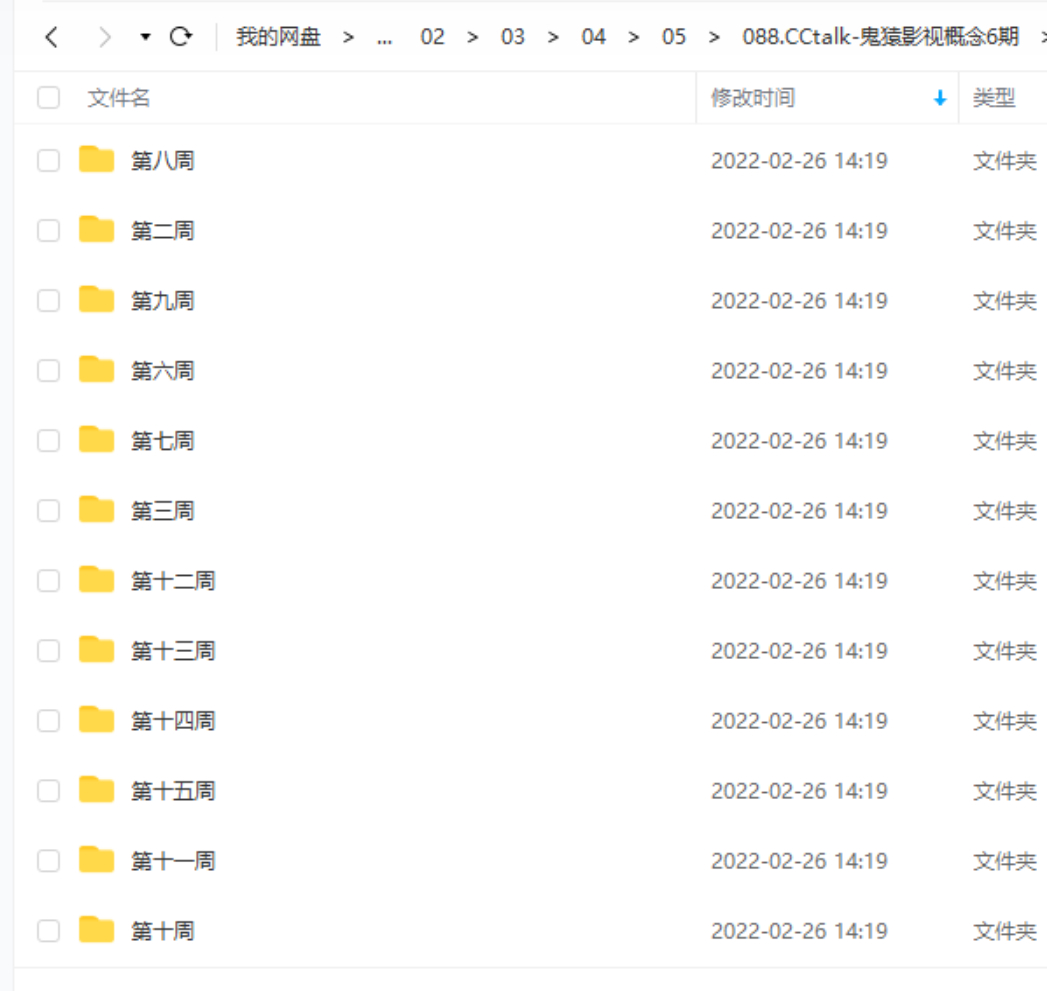 我的网盘 > ... 02 > 03 > 04 > 05 > 088.CCtalk-鬼猿影视概念6期 >
文件名 修改时间 类型
第八周 2022-02-26 14:19 文件夹
第二周 2022-02-26 14:19 文件夹
第九周 2022-02-26 14:19 文件夹
第六周 2022-02-26 14:19 文件夹
第七周 2022-02-26 14:19 文件夹
第三周 2022-02-26 14:19 文件夹
第十二周 2022-02-26 14:19 文件夹
第十三周 2022-02-26 14:19 文件夹
第十四周 2022-02-26 14:19 文件夹
第十五周 2022-02-26 14:19 文件夹
第十一周 2022-02-26 14:19 文件夹
第十周 2022-02-26 14:19 文件夹